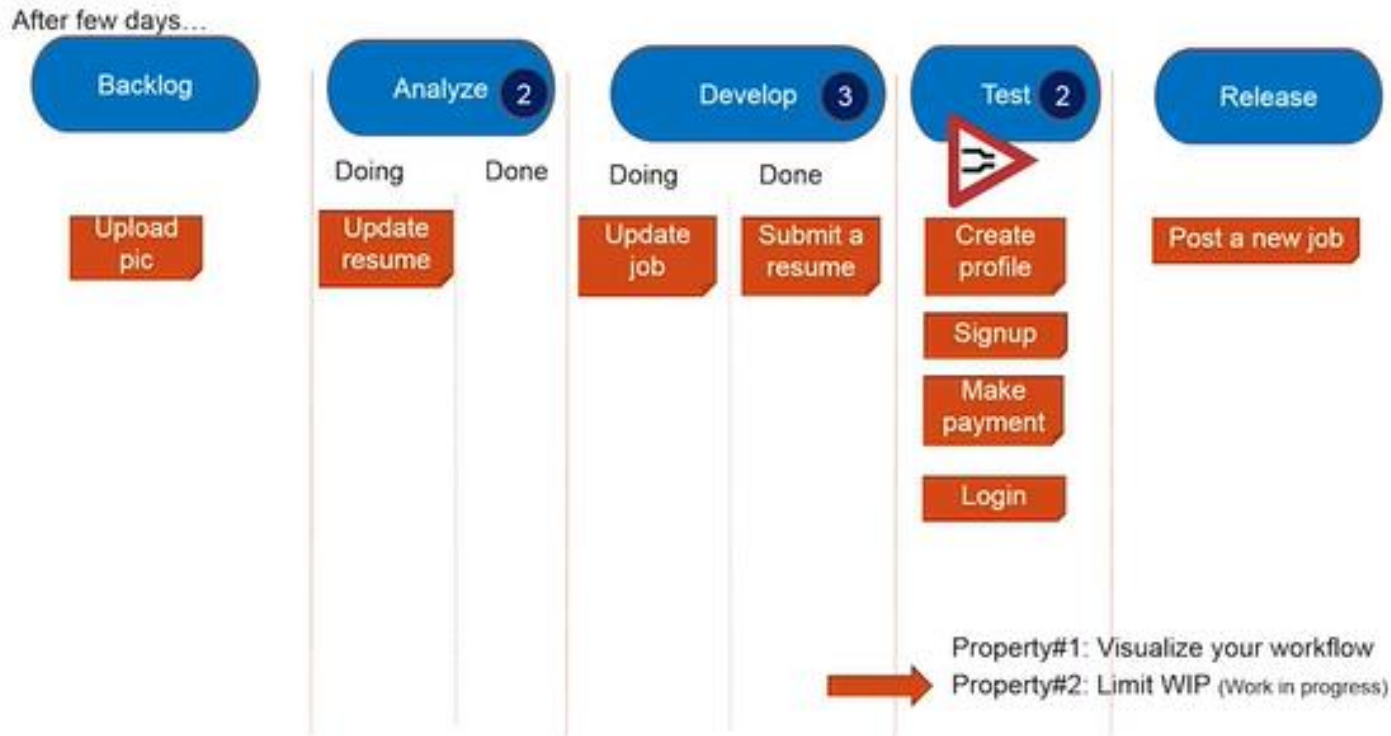 After few days...
Backlog
Analyze 2
Develop 3
Test 2
Release
Doing
Done
Doing
Done
Upload
pic
Update
resume
Update
job
Submit a
resume
Create
profile
Post a new job
Signup
Make
payment
Login
Property#1: Visualize your workflow
Property#2: Limit WIP (Work in progress)